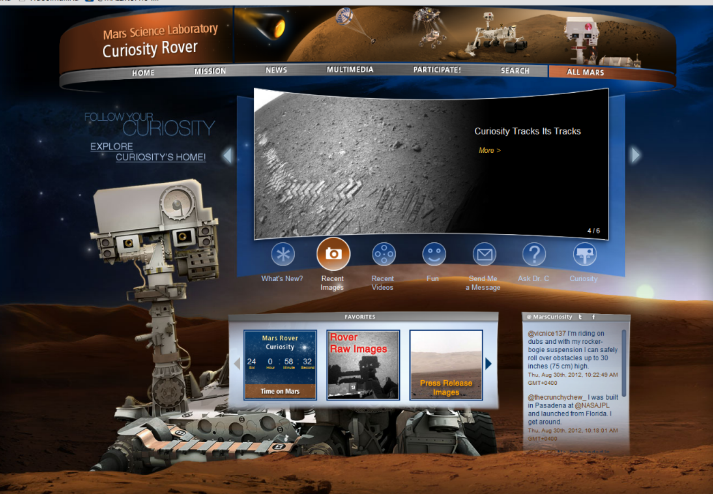 Mars Science Laboratory
Curiosity Rover
HOME MISSION NEWS MULTIMEDIA PARTICIPATE! SEARCH ALL MARS
FOLLOW YOUR
CURIOSITY
EXPLORE
CURIOSITY'S HOME!
Curiosity Tracks Its Tracks
More >
4 / 6
What's New? Recent Images Recent Videos Fun Send Me a Message Ask Dr. C Curiosity
FAVORITES
Mars Rover
Curiosity
24 : 0 : 58 : 32
Sol Hour Minute Second
Time on Mars
Rover
Raw Images
Press Release
Images
@MarsCuriosity
@vicnice137 I'm riding on
dubs and with my rocker-
bogie suspension I can safely
roll over obstacles up to 30
inches (75 cm) high.
Thu, Aug 30th, 2012, 10:22:49 AM
GMT+0400
@thecrunchychew_ I was built
in Pasadena at @NASAJPL
and launched from Florida. I
get around.
GMT+0400